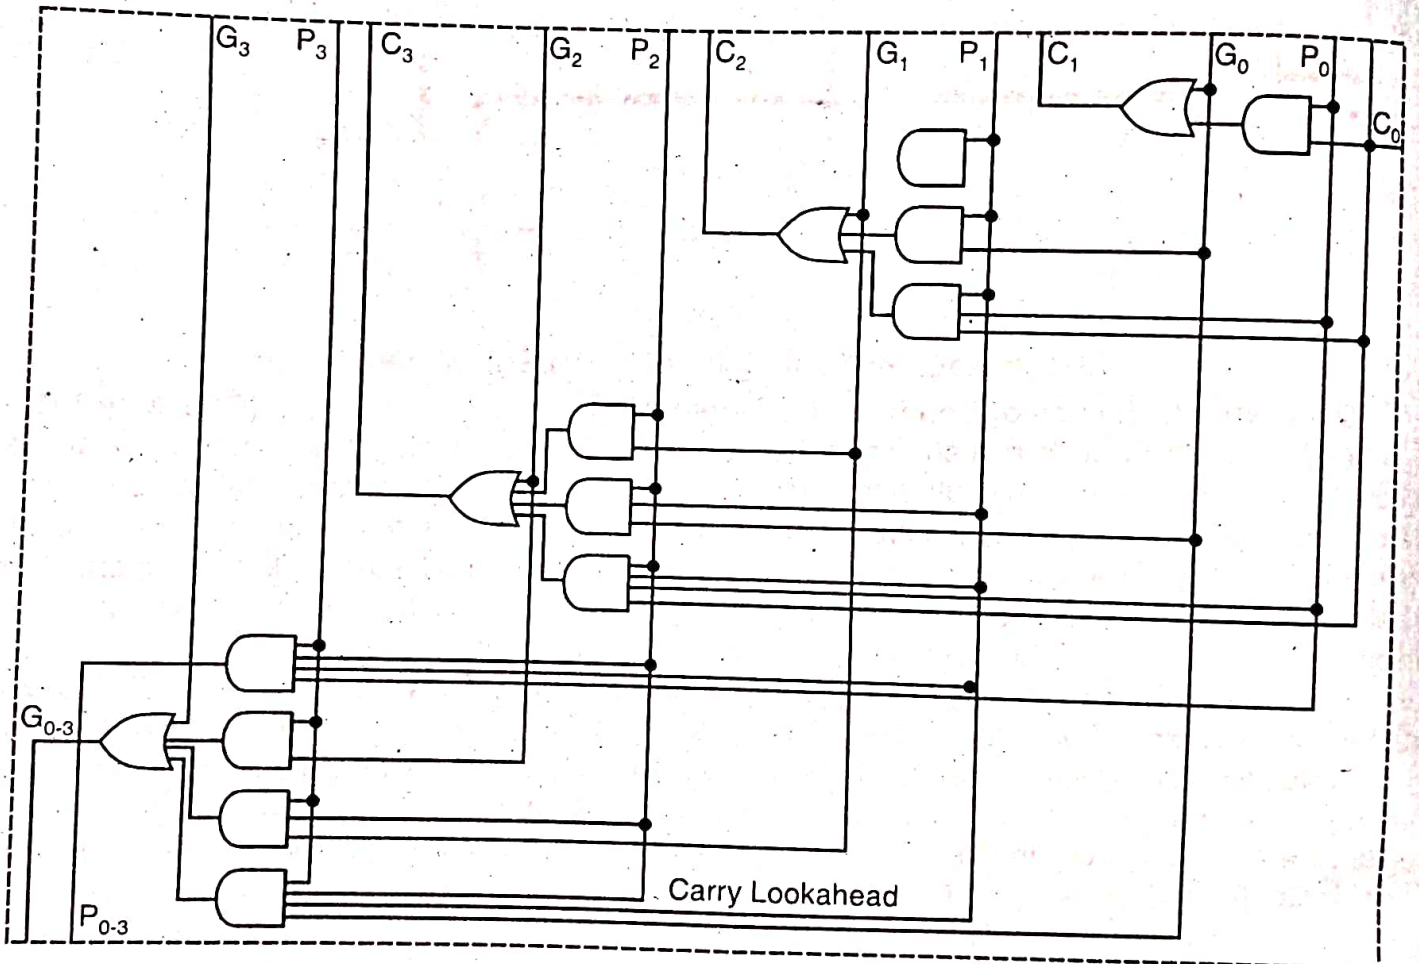 G3 P3 C3 G2 P2 C2 G1 P1 C1 G0 P0
C0
G0-3
Carry Lookahead
P0-3